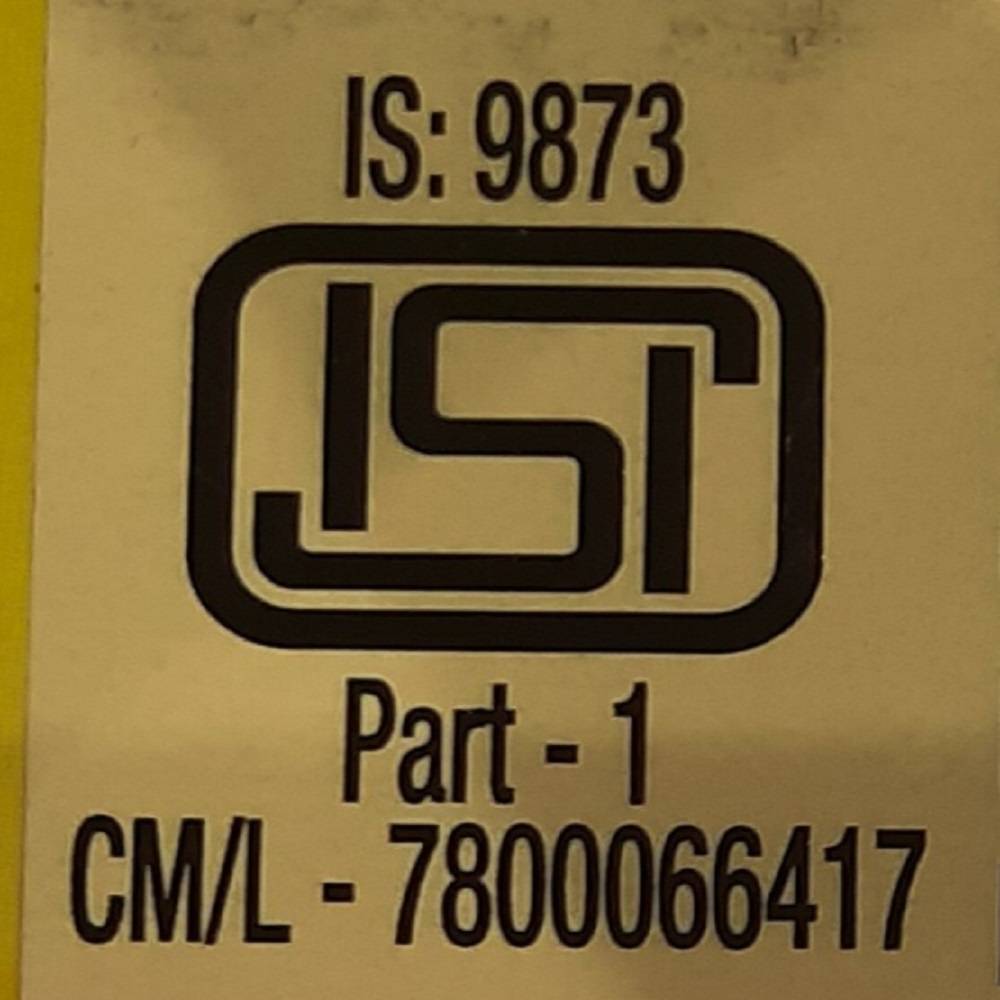 IS: 9873
ISI
Part - 1
CM/L - 7800066417